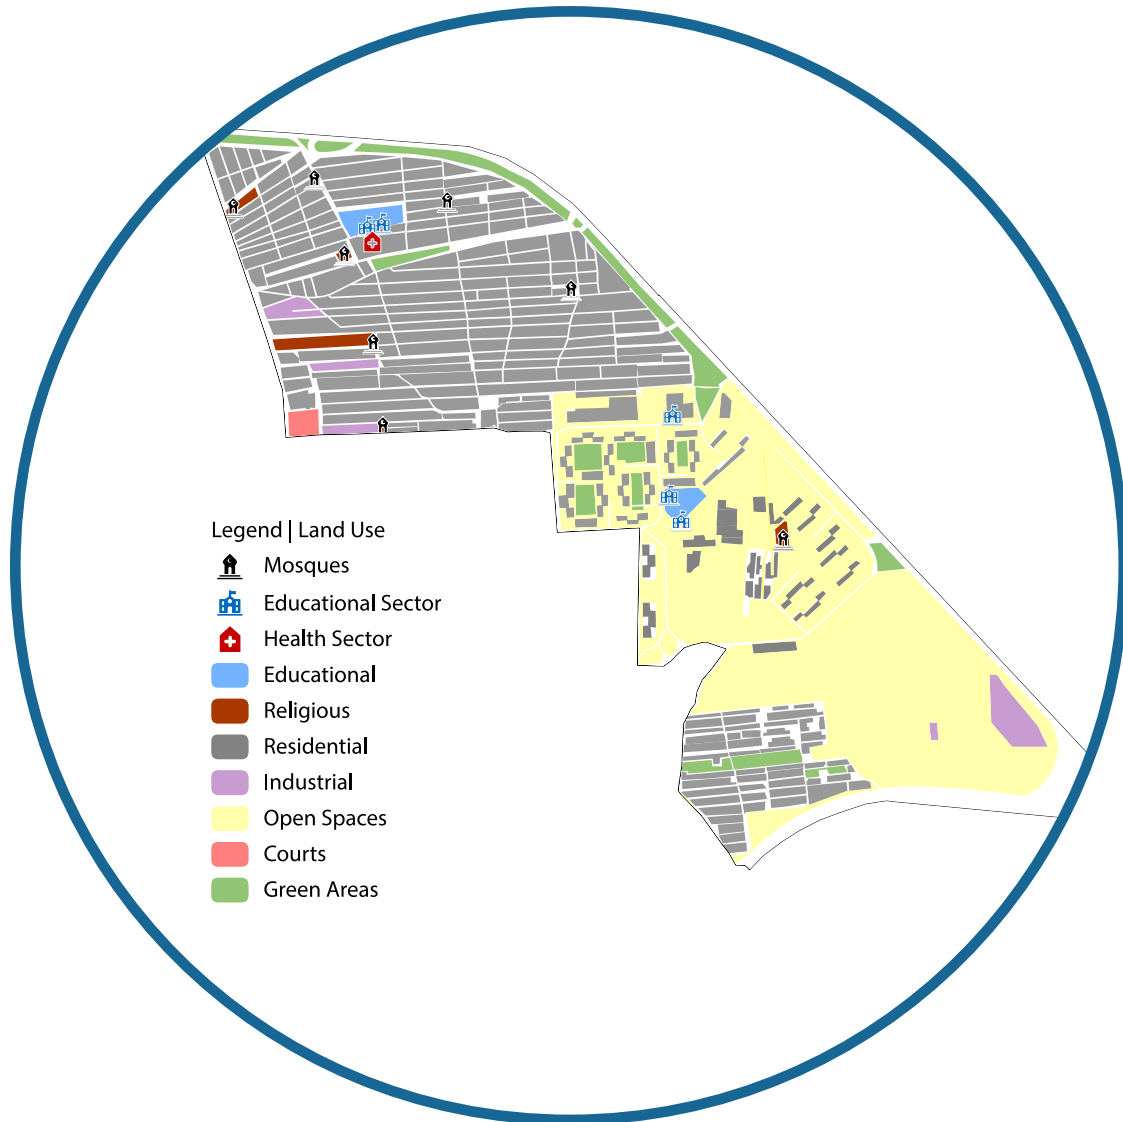 Legend | Land Use
Mosques
Educational Sector
Health Sector
Educational
Religious
Residential
Industrial
Open Spaces
Courts
Green Areas